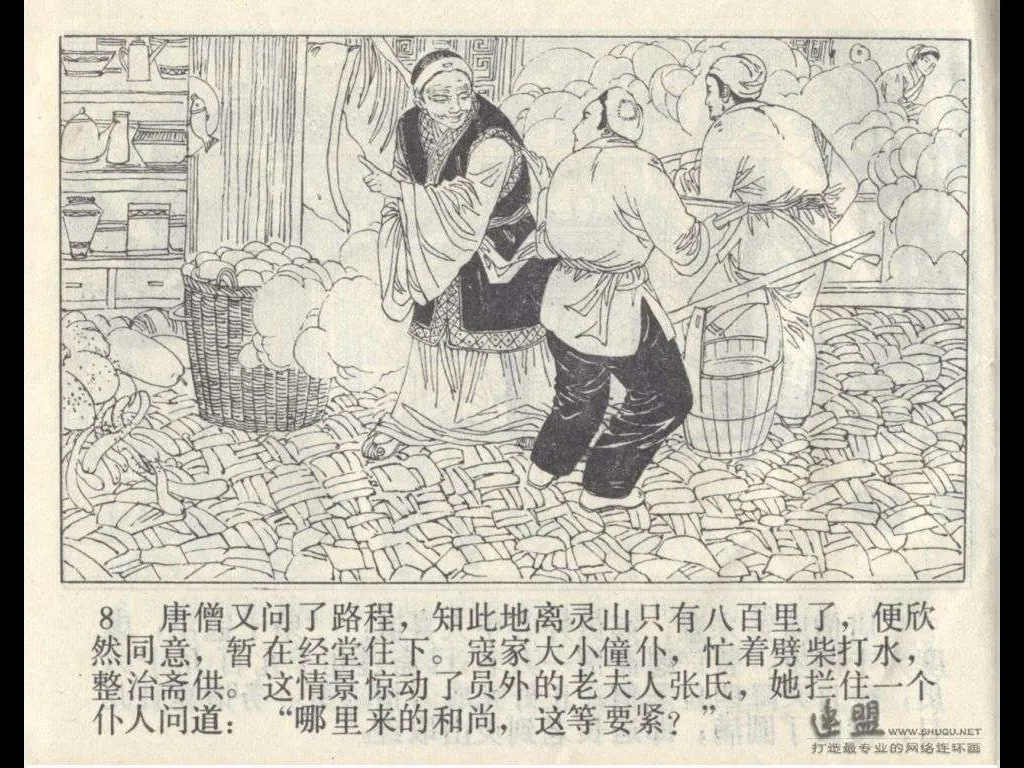 8 唐僧又问了路程，知此地离灵山只有八百里了，便欣
然同意，暂在经堂住下。寇家大小僮仆，忙着劈柴打水，
整治斋供。这情景惊动了员外的老夫人张氏，她拦住一个
仆人问道：“哪里来的和尚，这等要紧？”
连盟
WWW.SHUQU.NET
打造最专业的网络连环画